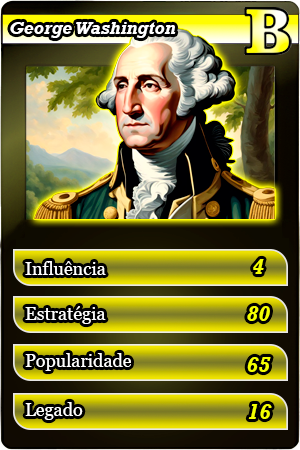 George Washington
B
Influência 4
Estratégia 80
Popularidade 65
Legado 16